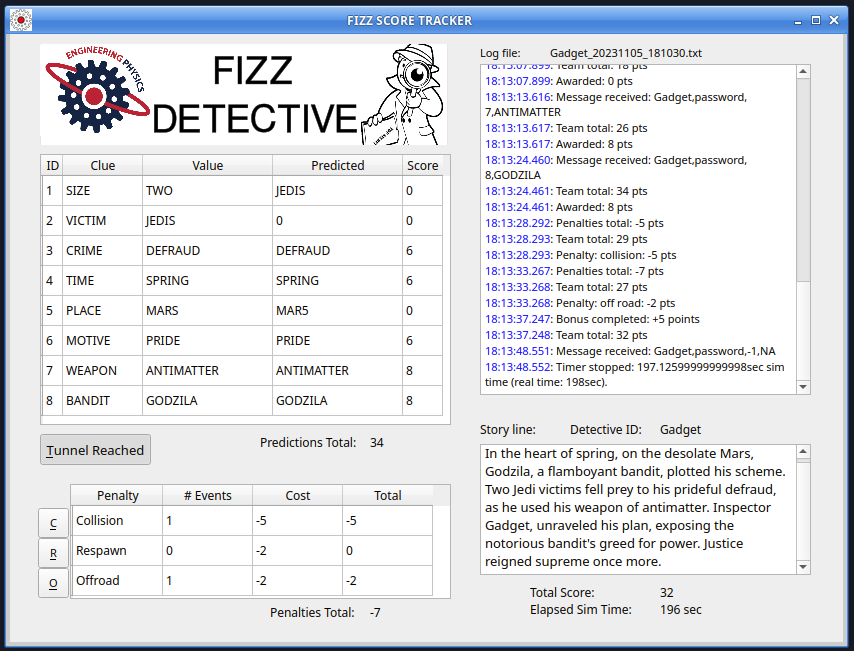 FIZZ SCORE TRACKER
ENGINEERING PHYSICS
FIZZ
DETECTIVE
ID Clue Value Predicted Score
1 SIZE TWO JEDIS 0
2 VICTIM JEDIS 0 0
3 CRIME DEFRAUD DEFRAUD 6
4 TIME SPRING SPRING 6
5 PLACE MARS MAR5 0
6 MOTIVE PRIDE PRIDE 6
7 WEAPON ANTIMATTER ANTIMATTER 8
8 BANDIT GODZILA GODZILA 8
Tunnel Reached
Predictions Total: 34
Penalty # Events Cost Total
C Collision 1 -5 -5
R Respawn 0 -2 0
O Offroad 1 -2 -2
Penalties Total: -7
Log file: Gadget_20231105_181030.txt
18:13:07.899: Team total: 18 pts
18:13:07.899: Awarded: 0 pts
18:13:13.616: Message received: Gadget,password,
7,ANTIMATTER
18:13:13.617: Team total: 26 pts
18:13:13.617: Awarded: 8 pts
18:13:24.460: Message received: Gadget,password,
8,GODZILA
18:13:24.461: Team total: 34 pts
18:13:24.461: Awarded: 8 pts
18:13:28.292: Penalties total: -5 pts
18:13:28.293: Team total: 29 pts
18:13:28.293: Penalty: collision: -5 pts
18:13:33.267: Penalties total: -7 pts
18:13:33.268: Team total: 27 pts
18:13:33.268: Penalty: off road: -2 pts
18:13:37.247: Bonus completed: +5 points
18:13:37.248: Team total: 32 pts
18:13:48.551: Message received: Gadget,password,-1,NA
18:13:48.552: Timer stopped: 197.12599999999998sec sim
time (real time: 198sec).
Story line: Detective ID: Gadget
In the heart of spring, on the desolate Mars,
Godzila, a flamboyant bandit, plotted his scheme.
Two Jedi victims fell prey to his prideful defraud,
as he used his weapon of antimatter. Inspector
Gadget, unraveled his plan, exposing the
notorious bandit's greed for power. Justice
reigned supreme once more.
Total Score: 32
Elapsed Sim Time: 196 sec